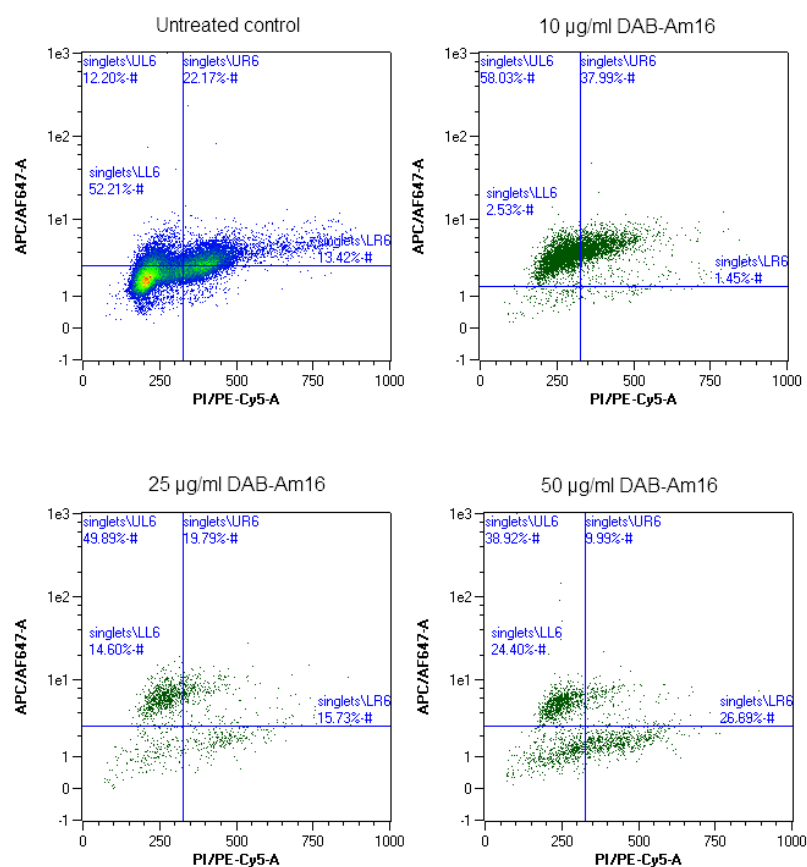 Untreated control
1e3
singlets\UL6
12.20%-#
singlets\UR6
22.17%-#
1e2
singlets\LL6
52.21%-#
1e1
singlets\LR6
13.42%-#
1
0
-1
0
250
500
750
1000
APC/AF647-A
PI/PE-Cy5-A
10 µg/ml DAB-Am16
1e3
singlets\UL6
58.03%-#
singlets\UR6
37.99%-#
1e2
singlets\LL6
2.53%-#
1e1
singlets\LR6
1.45%-#
1
0
-1
0
250
500
750
1000
APC/AF647-A
PI/PE-Cy5-A
25 µg/ml DAB-Am16
1e3
singlets\UL6
49.89%-#
singlets\UR6
19.79%-#
1e2
singlets\LL6
14.60%-#
1e1
singlets\LR6
15.73%-#
1
0
-1
0
250
500
750
1000
APC/AF647-A
PI/PE-Cy5-A
50 µg/ml DAB-Am16
1e3
singlets\UL6
38.92%-#
singlets\UR6
9.99%-#
1e2
singlets\LL6
24.40%-#
1e1
singlets\LR6
26.69%-#
1
0
-1
0
250
500
750
1000
APC/AF647-A
PI/PE-Cy5-A